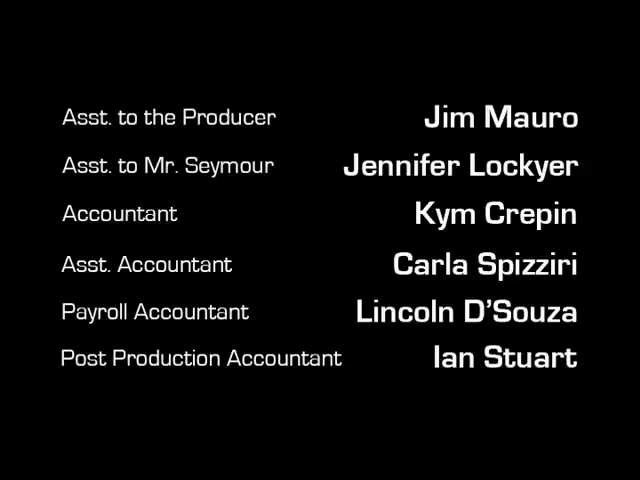 Asst. to the Producer Jim Mauro
Asst. to Mr. Seymour Jennifer Lockyer
Accountant Kym Crepin
Asst. Accountant Carla Spizziri
Payroll Accountant Lincoln D'Souza
Post Production Accountant Ian Stuart